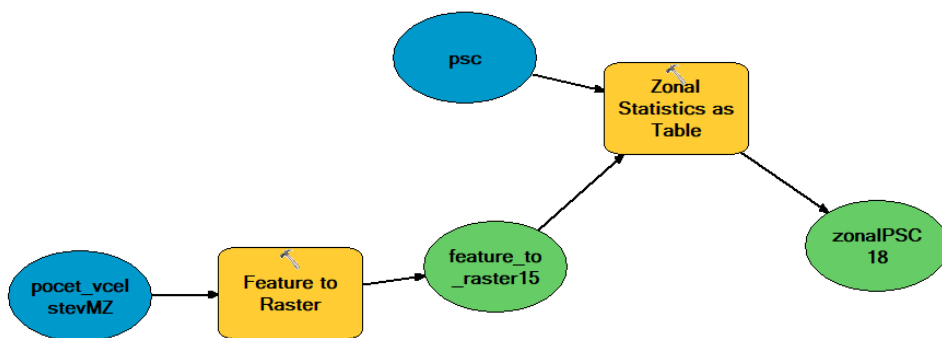 psc
Zonal
Statistics as
Table
pocet_vcel
stevMZ
Feature to
Raster
feature_to
_raster15
zonalPSC
18